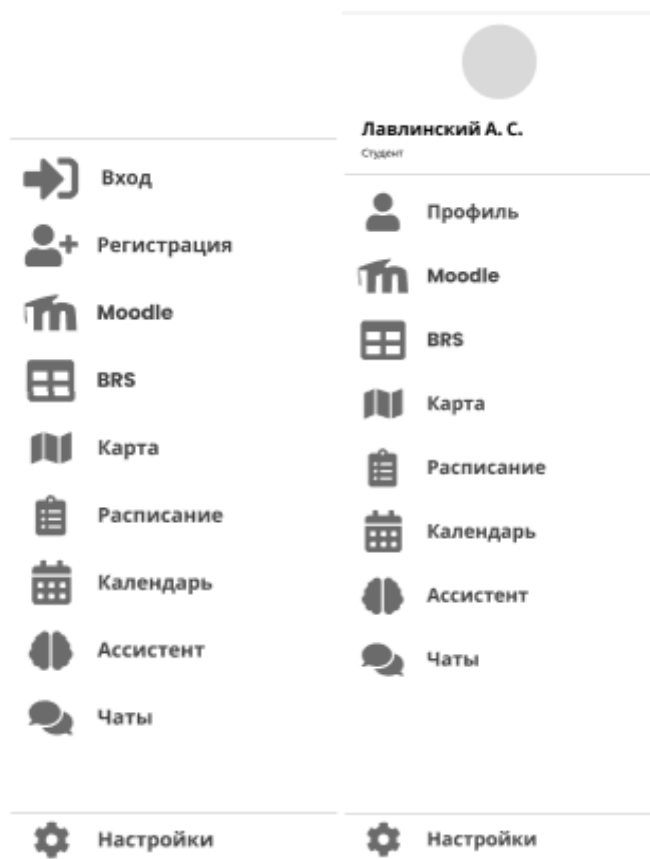 Вход
Регистрация
Moodle
BRS
Карта
Расписание
Календарь
Ассистент
Чаты
Настройки
Лавлинский А. С.
Студент
Профиль
Moodle
BRS
Карта
Расписание
Календарь
Ассистент
Чаты
Настройки